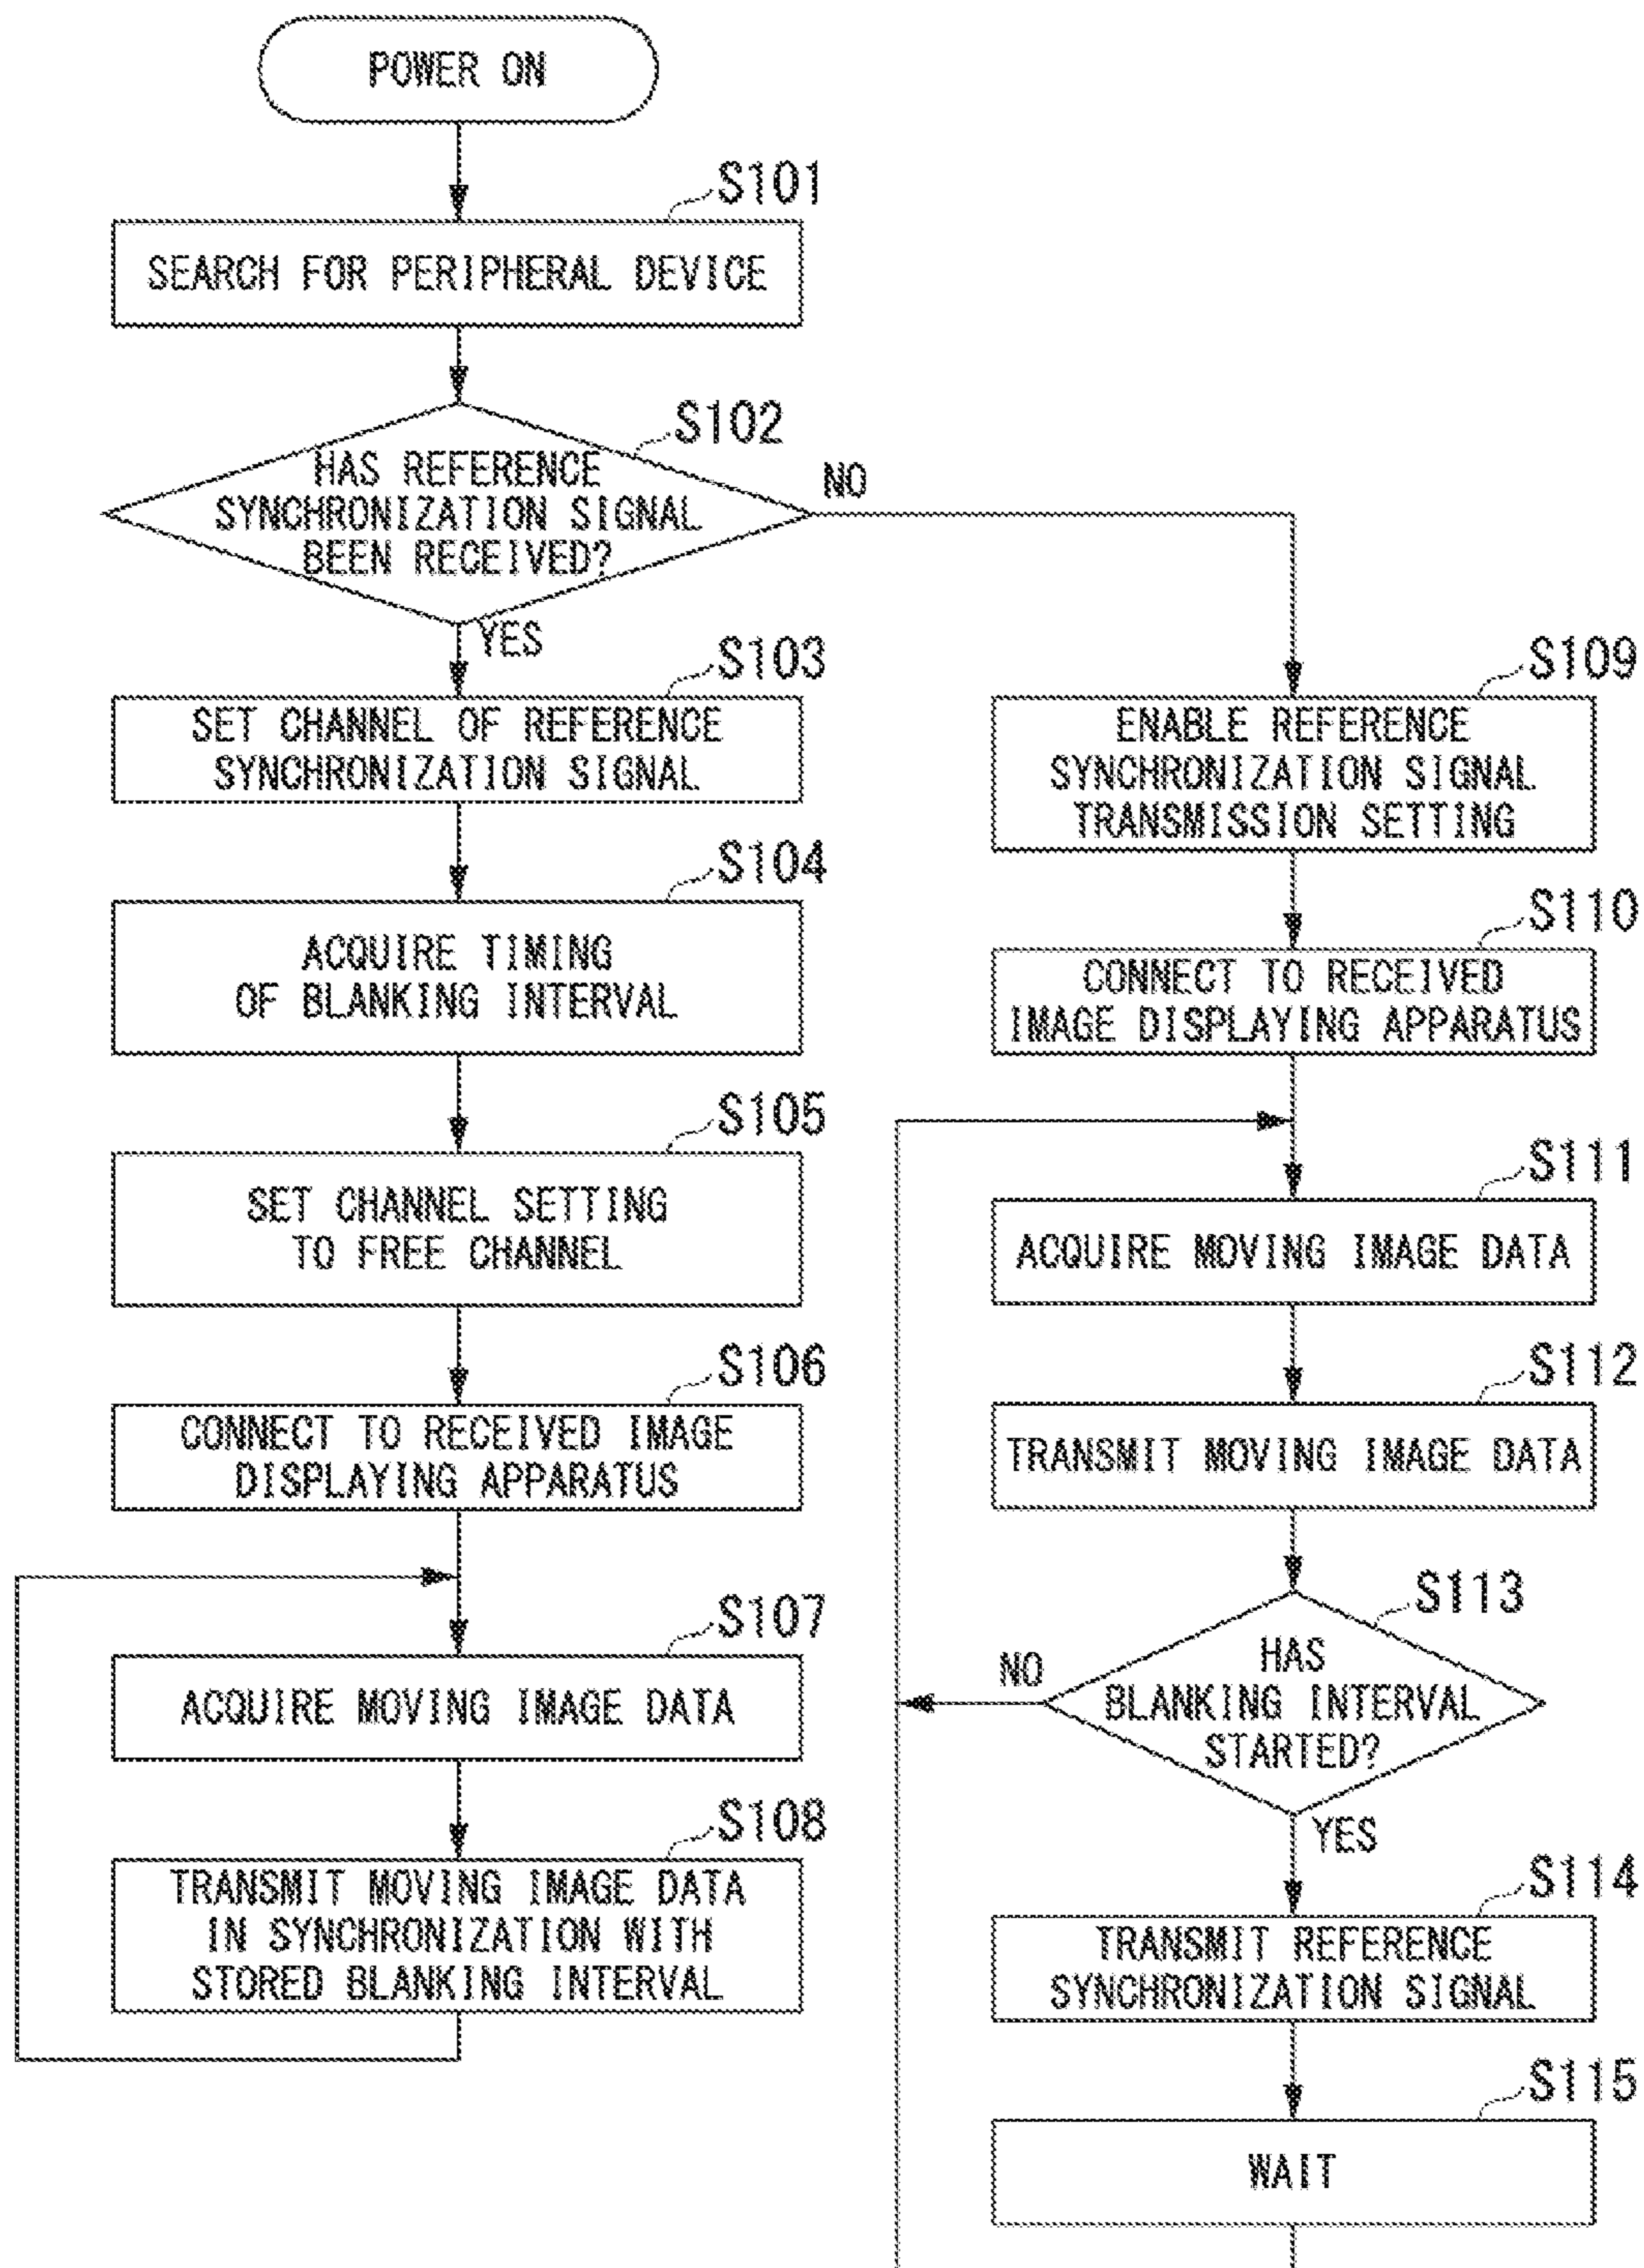 POWER ON
S101
SEARCH FOR PERIPHERAL DEVICE
S102
HAS REFERENCE
SYNCHRONIZATION SIGNAL
BEEN RECEIVED?
NO
YES
S103
SET CHANNEL OF REFERENCE
SYNCHRONIZATION SIGNAL
S104
ACQUIRE TIMING
OF BLANKING INTERVAL
S105
SET CHANNEL SETTING
TO FREE CHANNEL
S106
CONNECT TO RECEIVED IMAGE
DISPLAYING APPARATUS
S107
ACQUIRE MOVING IMAGE DATA
S108
TRANSMIT MOVING IMAGE DATA
IN SYNCHRONIZATION WITH
STORED BLANKING INTERVAL
S109
ENABLE REFERENCE
SYNCHRONIZATION SIGNAL
TRANSMISSION SETTING
S110
CONNECT TO RECEIVED
IMAGE DISPLAYING APPARATUS
S111
ACQUIRE MOVING IMAGE DATA
S112
TRANSMIT MOVING IMAGE DATA
S113
HAS
BLANKING INTERVAL
STARTED?
NO
YES
S114
TRANSMIT REFERENCE
SYNCHRONIZATION SIGNAL
S115
WAIT